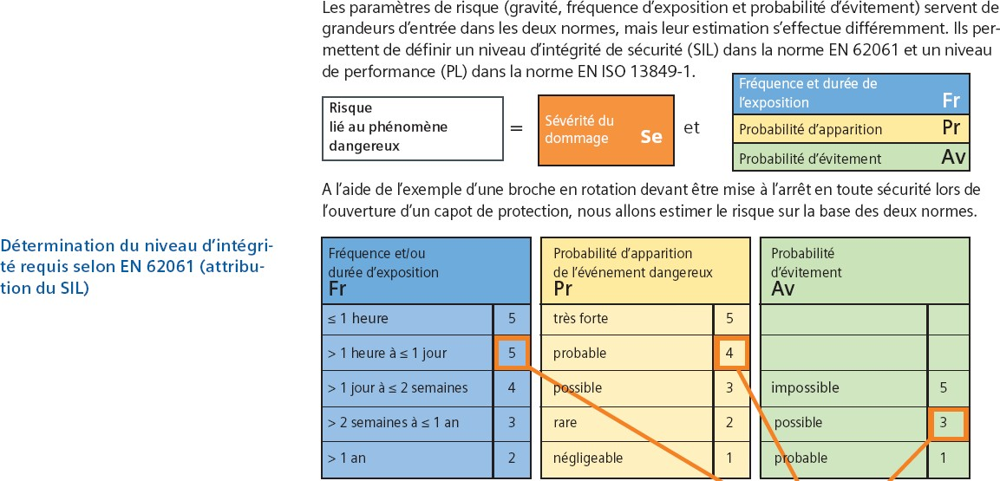 Les paramètres de risque (gravité, fréquence d'exposition et probabilité d'évitement) servent de
grandeurs d'entrée dans les deux normes, mais leur estimation s'effectue différemment. Ils per-
mettent de définir un niveau d'intégrité de sécurité (SIL) dans la norme EN 62061 et un niveau
de performance (PL) dans la norme EN ISO 13849-1.
Risque
lié au phénomène
dangereux
=
Sévérité du
dommage Se
et
Fréquence et durée de
l'exposition Fr
Probabilité d'apparition Pr
Probabilité d'évitement Av
A l'aide de l'exemple d'une broche en rotation devant être mise à l'arrêt en toute sécurité lors de
l'ouverture d'un capot de protection, nous allons estimer le risque sur la base des deux normes.
Détermination du niveau d'intégri-
té requis selon EN 62061 (attribu-
tion du SIL)
Fréquence et/ou
durée d'exposition
Fr
Probabilité d'apparition
de l'événement dangereux
Pr
Probabilité
d'évitement
Av
≤ 1 heure 5 très forte 5
> 1 heure à ≤ 1 jour 5 probable 4
> 1 jour à ≤ 2 semaines 4 possible 3 impossible 5
> 2 semaines à ≤ 1 an 3 rare 2 possible 3
> 1 an 2 négligeable 1 probable 1